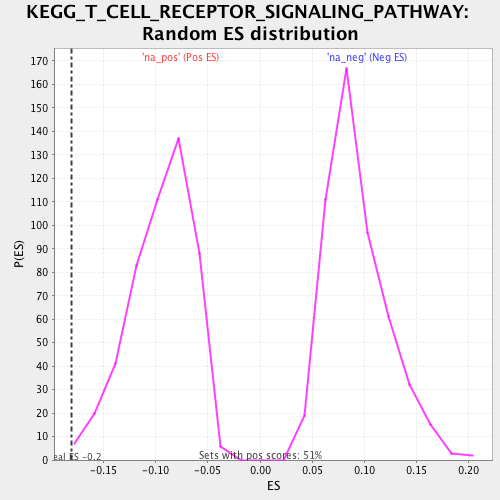 KEGG_T_CELL_RECEPTOR_SIGNALING_PATHWAY:
Random ES distribution
'na_pos' (Pos ES) 'na_neg' (Neg ES)
170
160
150
140
130
120
110
100
90
80
70
60
50
40
30
20
10
0
P(ES)
ES -0.2
Sets with pos scores: 51%
-0.15 -0.10 -0.05 0.00 0.05 0.10 0.15 0.20
ES